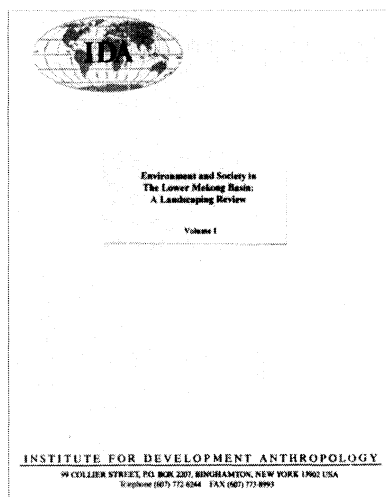 IDA
Environment and Society in
The Lower Mekong Basin:
A Landscaping Review
Volume I
INSTITUTE FOR DEVELOPMENT ANTHROPOLOGY
99 COLLIER STREET, P.O. BOX 2207, BINGHAMTON, NEW YORK 13902 USA
Telephone (607) 772-6244 FAX (607) 773-8993